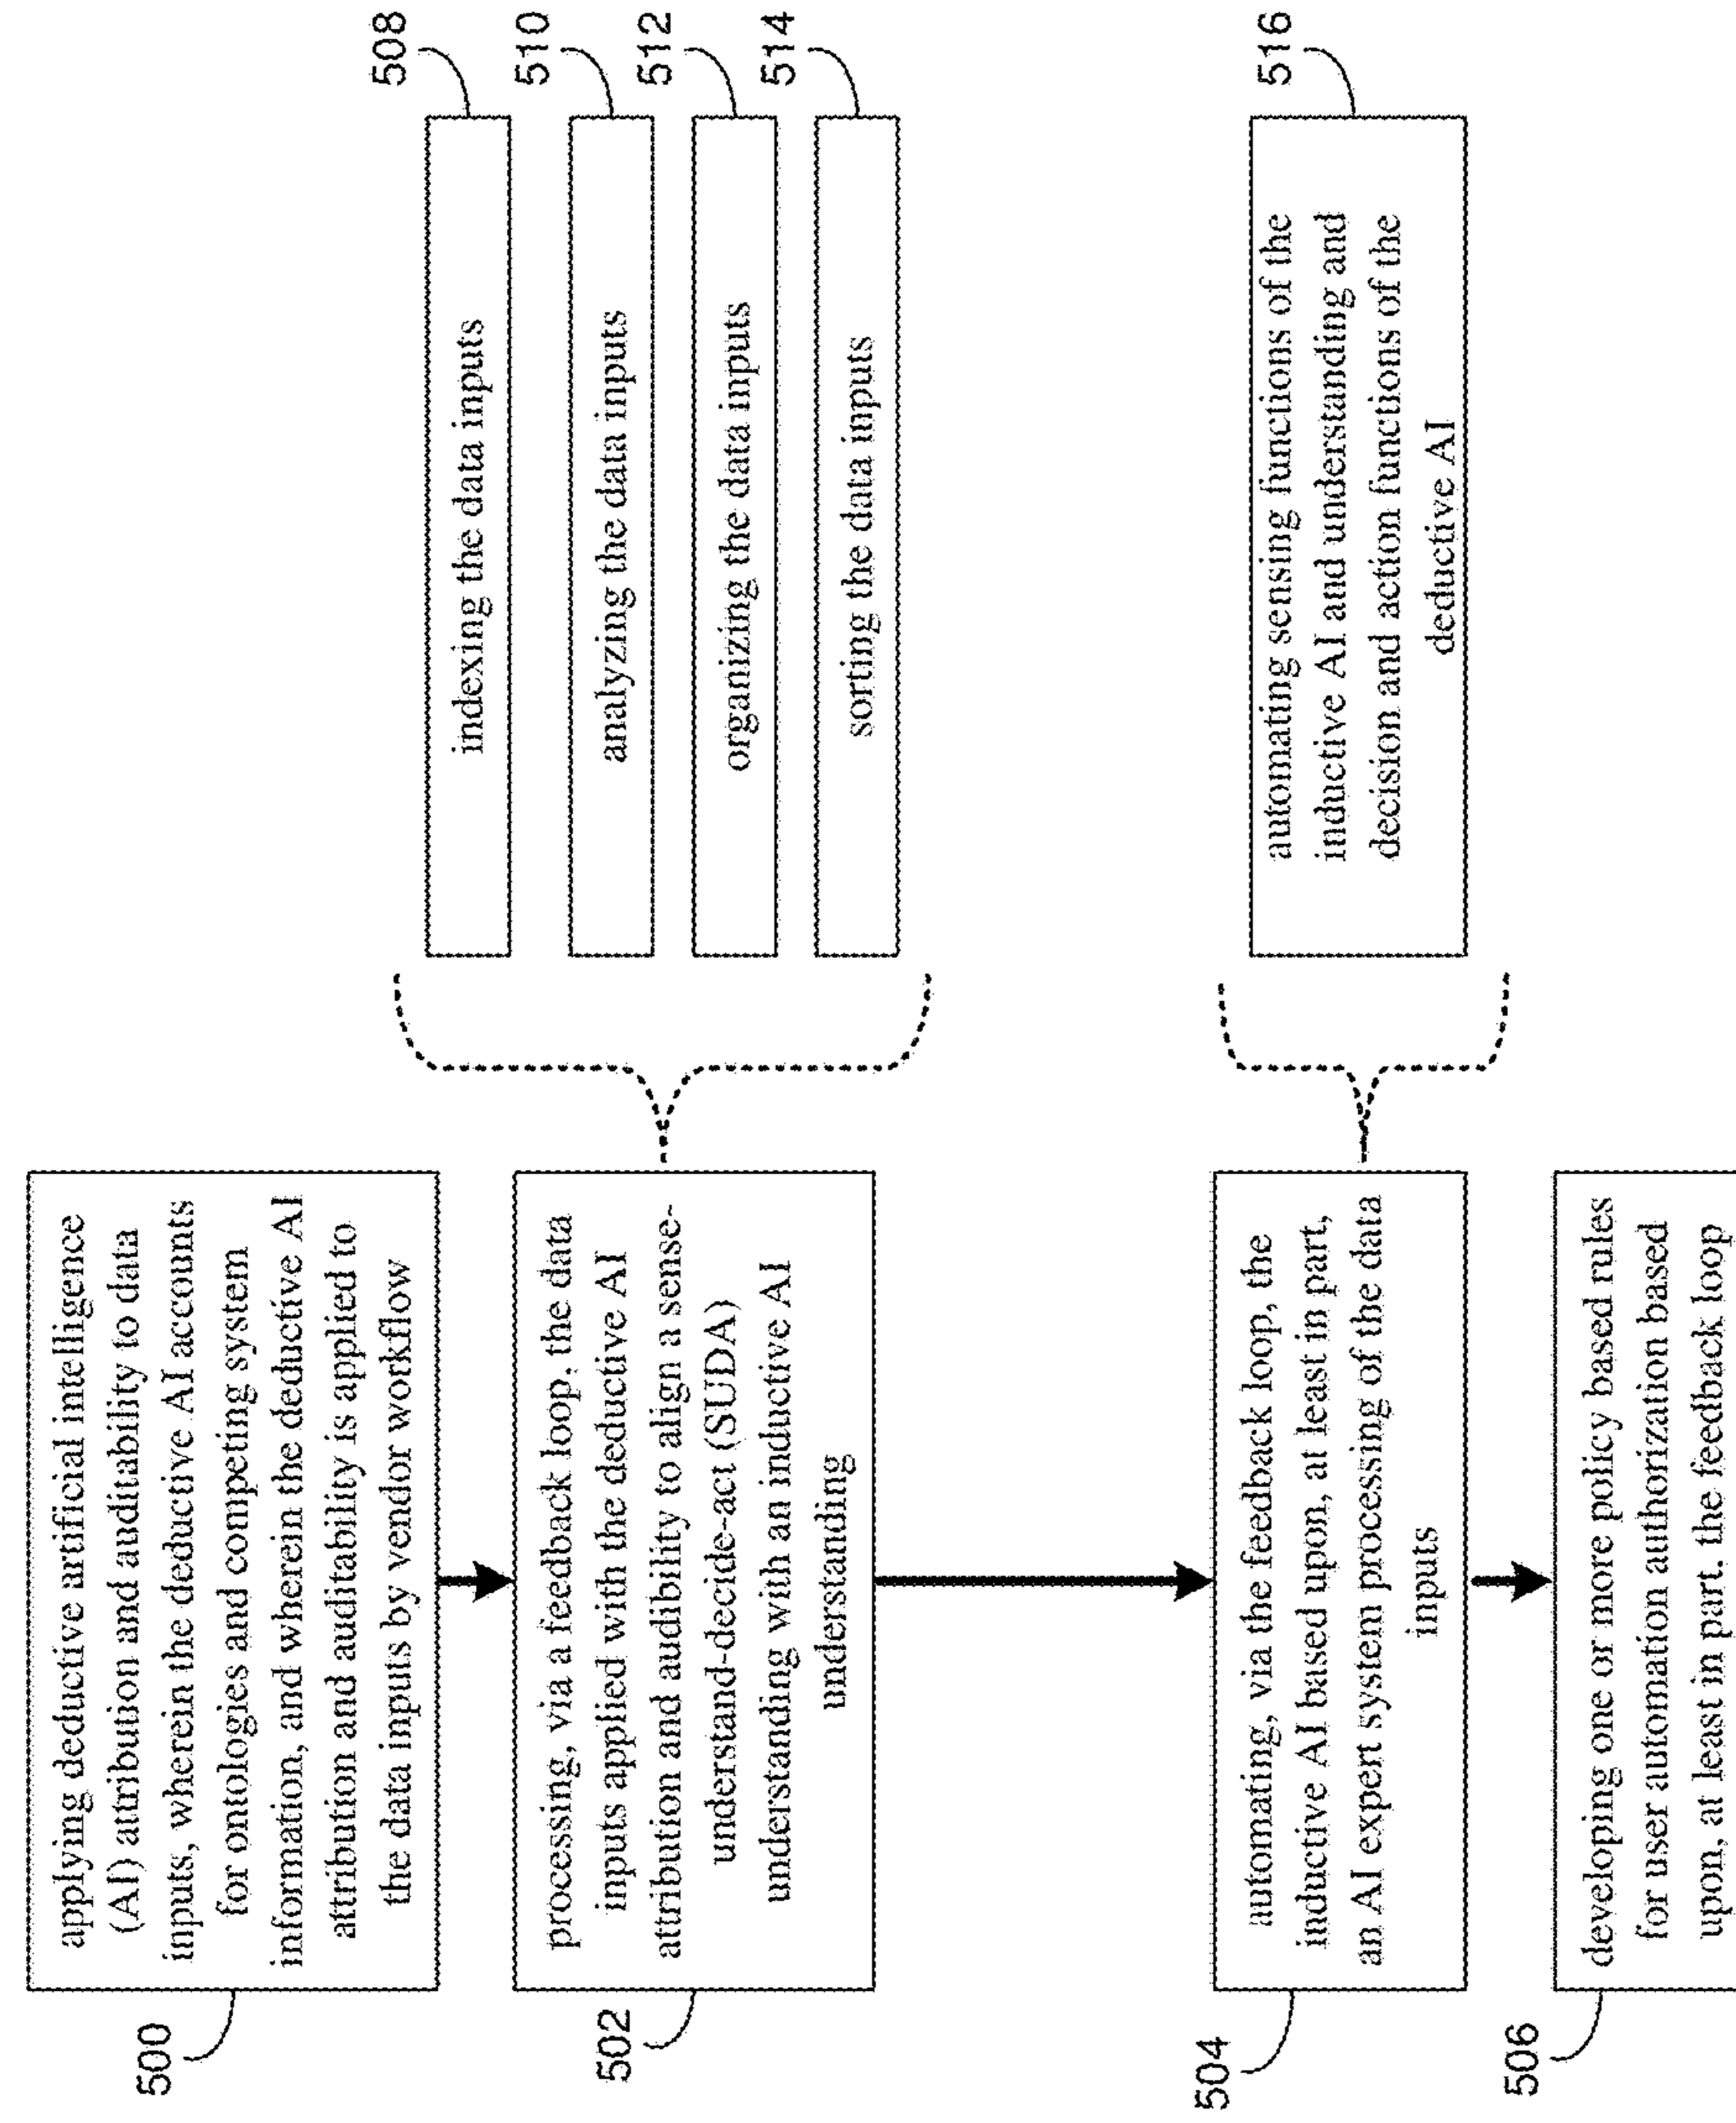 500
applying deductive artificial intelligence
(AI) attribution and auditability to data
inputs, wherein the deductive AI accounts
for ontologies and competing system
information, and wherein the deductive AI
attribution and auditability is applied to
the data inputs by vendor workflow
502
processing, via a feedback loop, the data
inputs applied with the deductive AI
attribution and audibility to align a sense-
understand-decide-act (SUDA)
understanding with an inductive AI
understanding
508
indexing the data inputs
510
analyzing the data inputs
512
organizing the data inputs
514
sorting the data inputs
504
automating, via the feedback loop, the
inductive AI based upon, at least in part,
an AI expert system processing of the data
inputs
516
automating sensing functions of the
inductive AI and understanding and
decision and action functions of the
deductive AI
506
developing one or more policy based rules
for user automation authorization based
upon, at least in part, the feedback loop